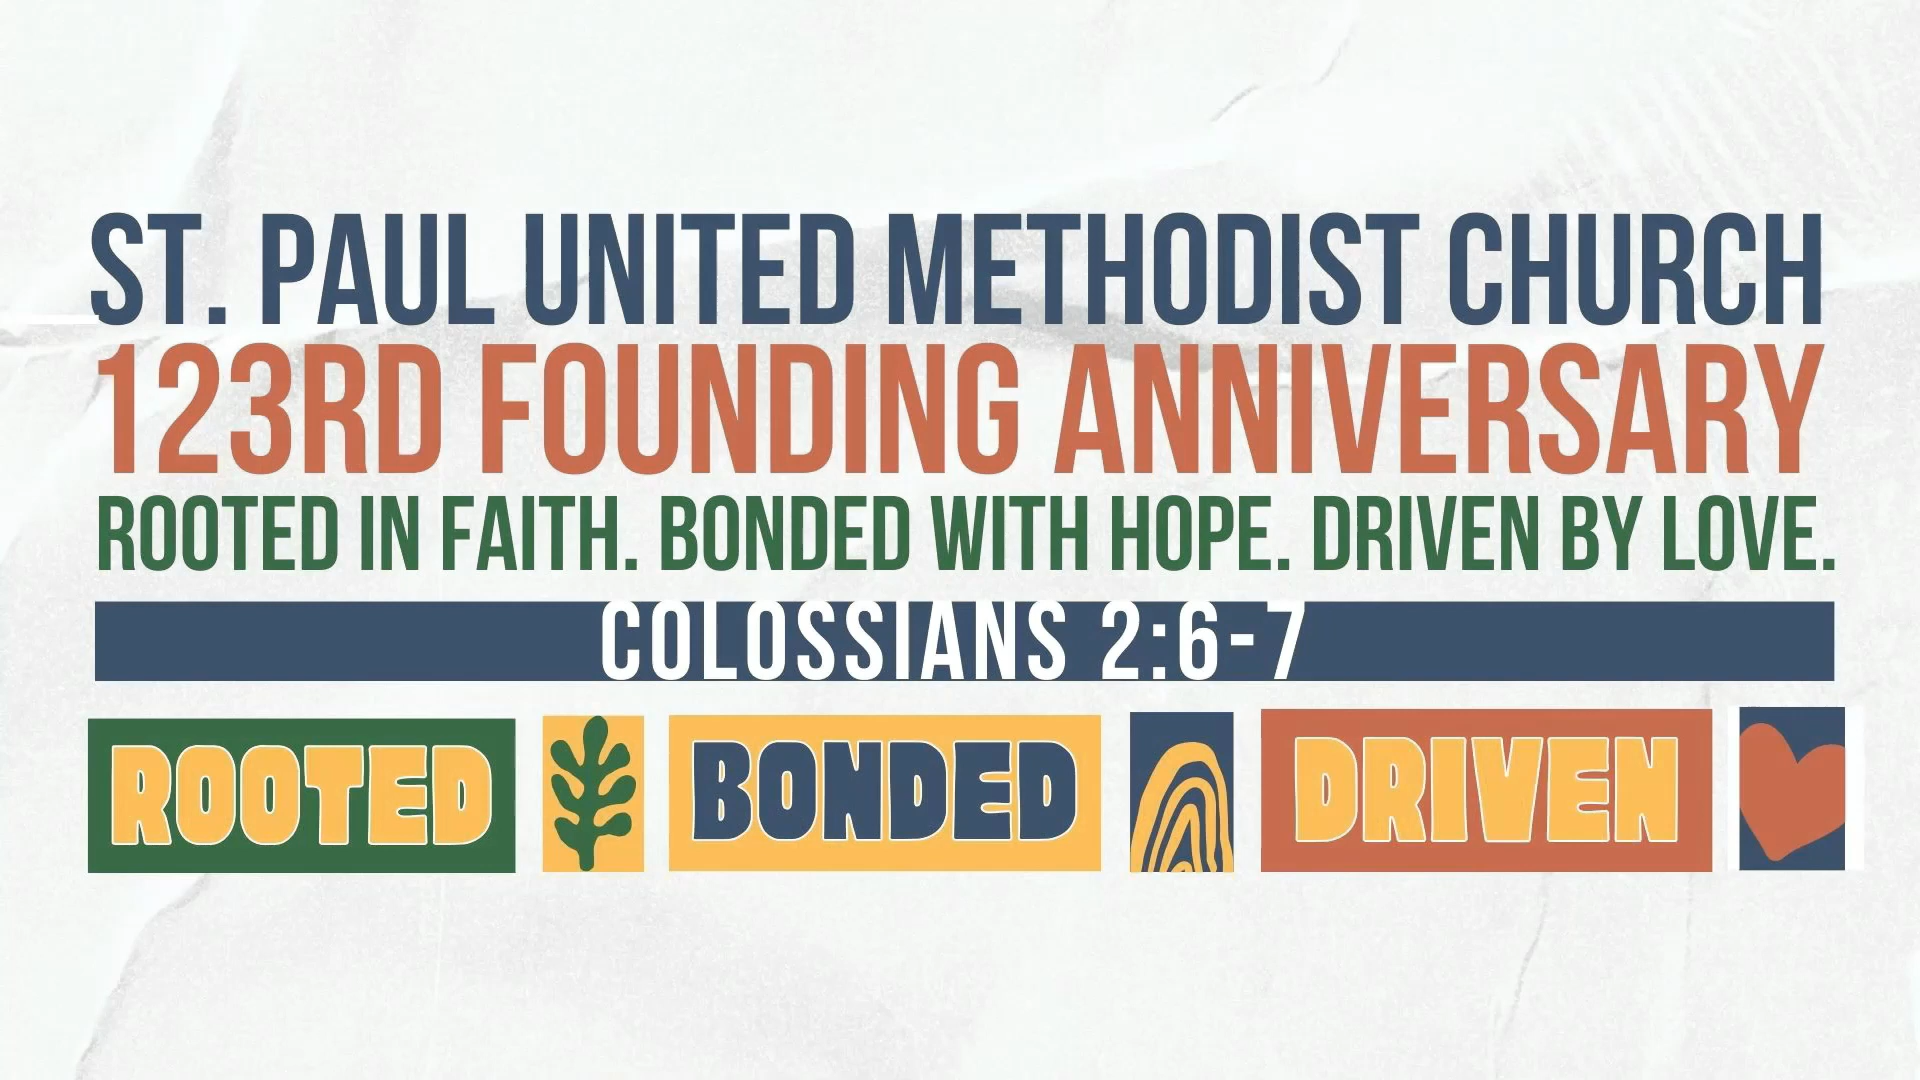 ST. PAUL UNITED METHODIST CHURCH
123RD FOUNDING ANNIVERSARY
ROOTED IN FAITH. BONDED WITH HOPE. DRIVEN BY LOVE.
COLOSSIANS 2:6-7
ROOTED BONDED DRIVEN